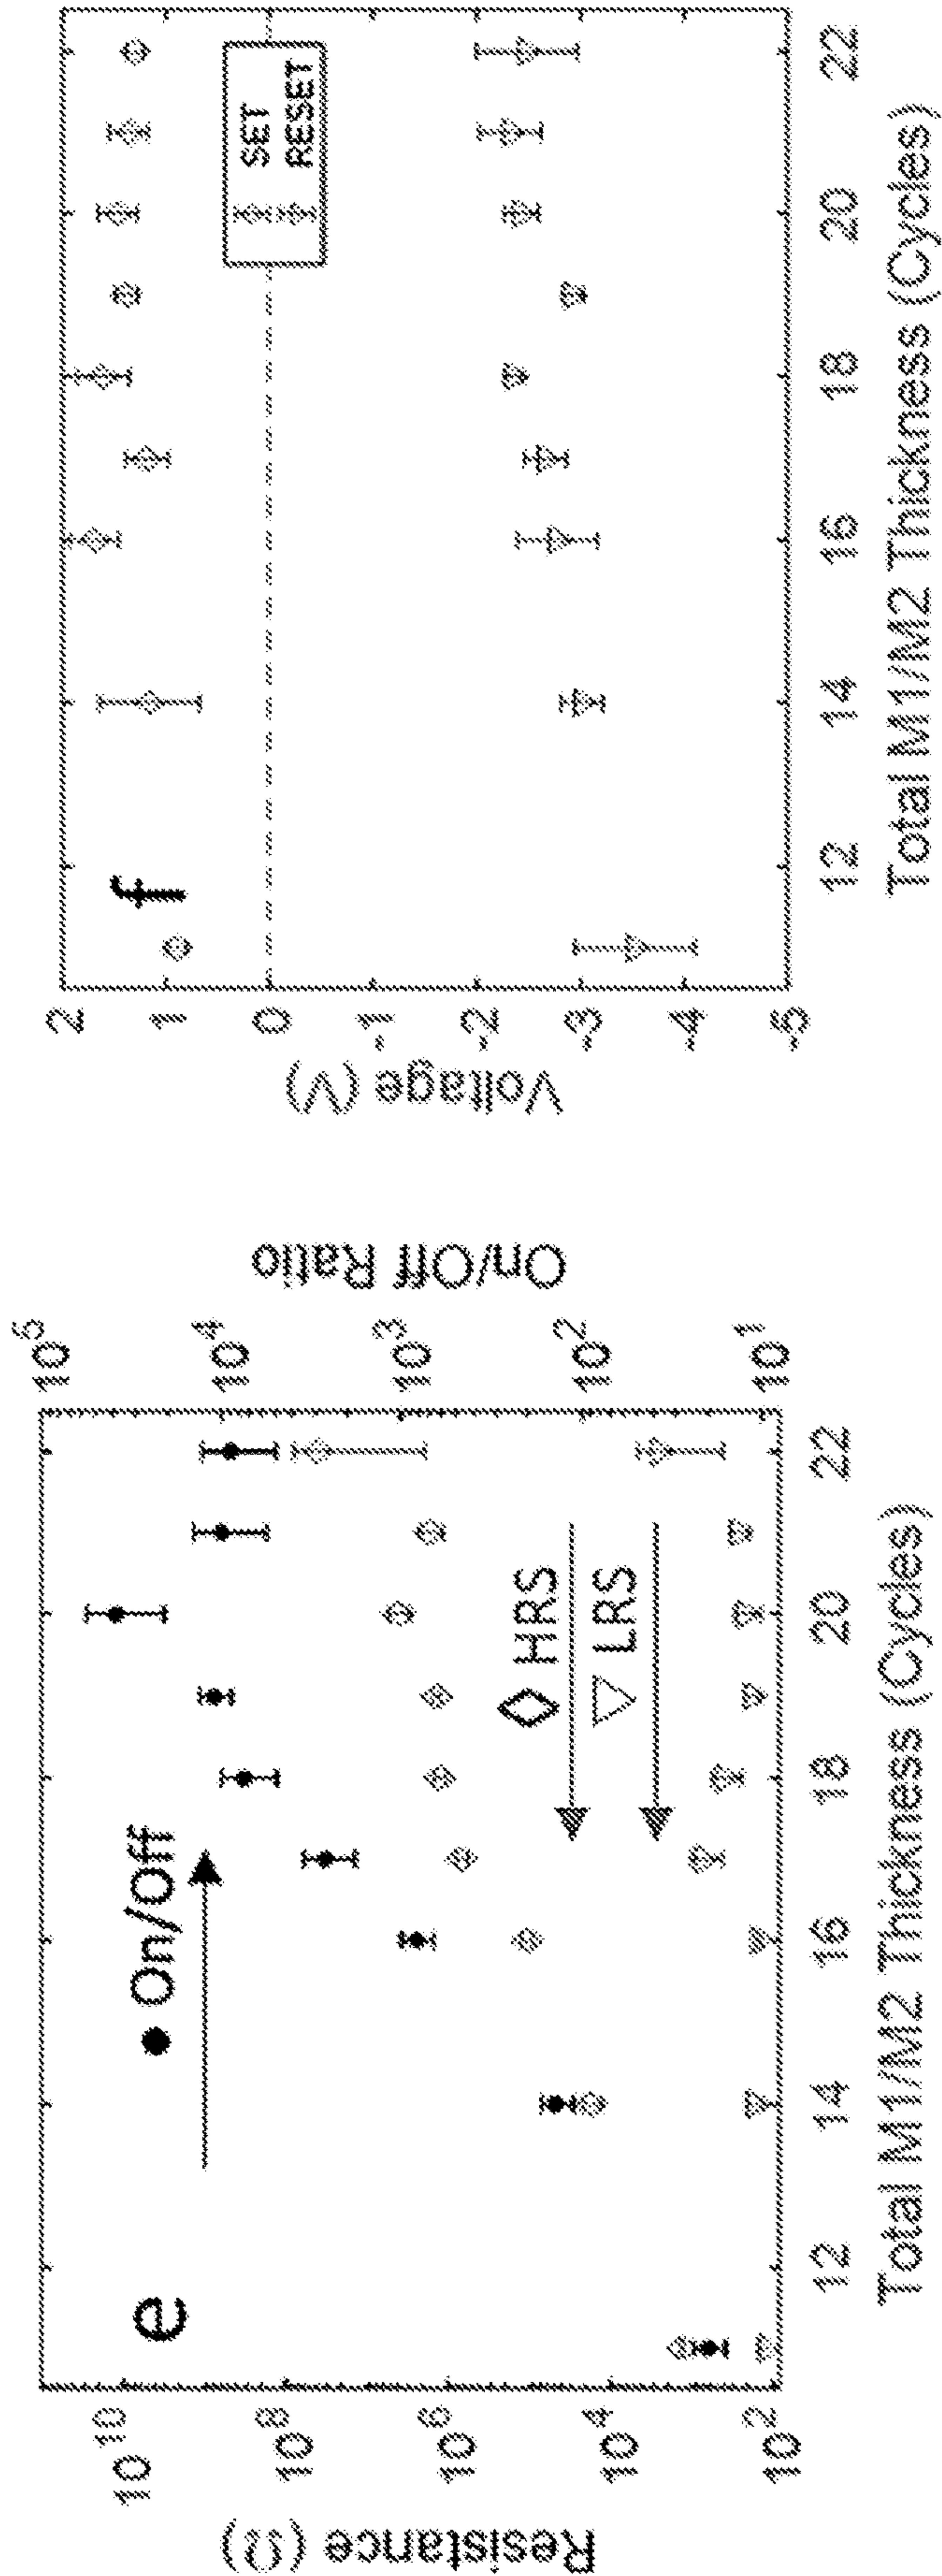 e
Resistance (Ω)
10^10
10^8
10^6
10^4
10^2
On/Off
HRS
LRS
10^5
10^4
10^3
10^2
10^1
On/Off Ratio
12 14 16 18 20 22
Total M1/M2 Thickness (Cycles)
f
Voltage (V)
2
1
0
-1
-2
-3
-4
-5
SET
RESET
12 14 16 18 20 22
Total M1/M2 Thickness (Cycles)